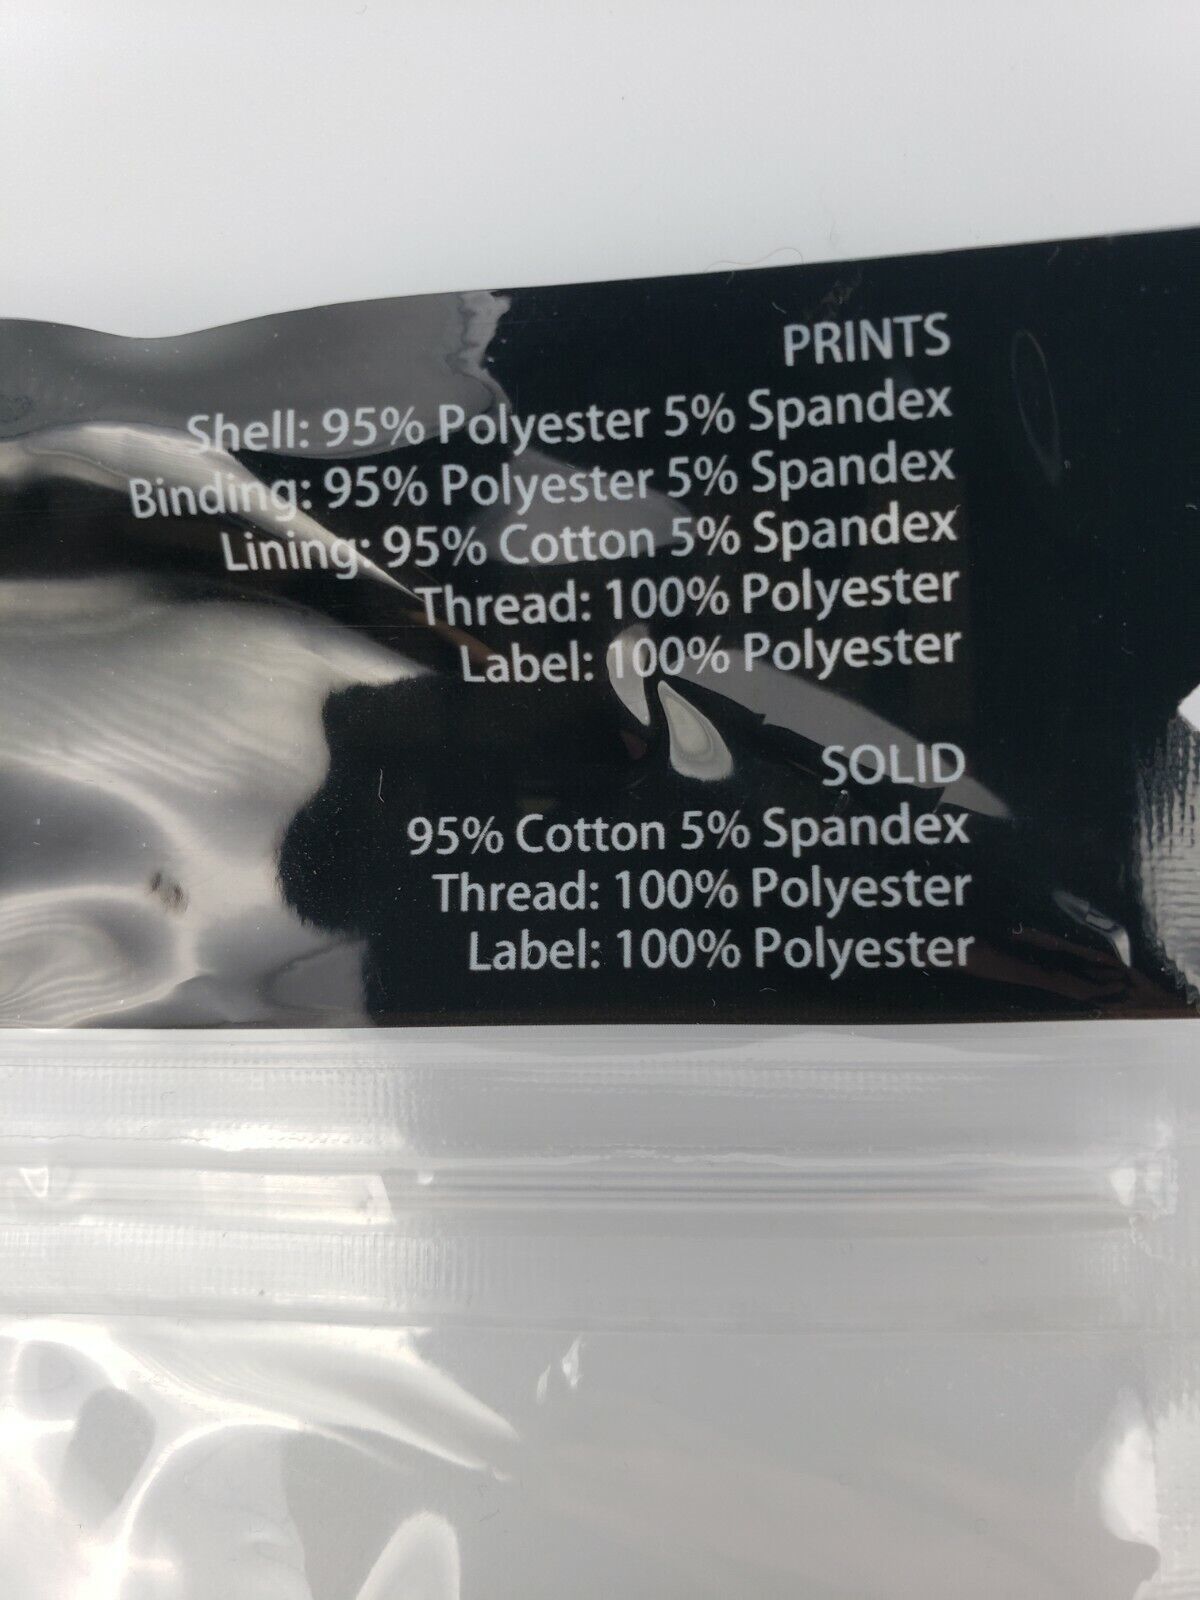 PRINTS
Shell: 95% Polyester 5% Spandex
Binding: 95% Polyester 5% Spandex
Lining: 95% Cotton 5% Spandex
Thread: 100% Polyester
Label: 100% Polyester
SOLID
95% Cotton 5% Spandex
Thread: 100% Polyester
Label: 100% Polyester